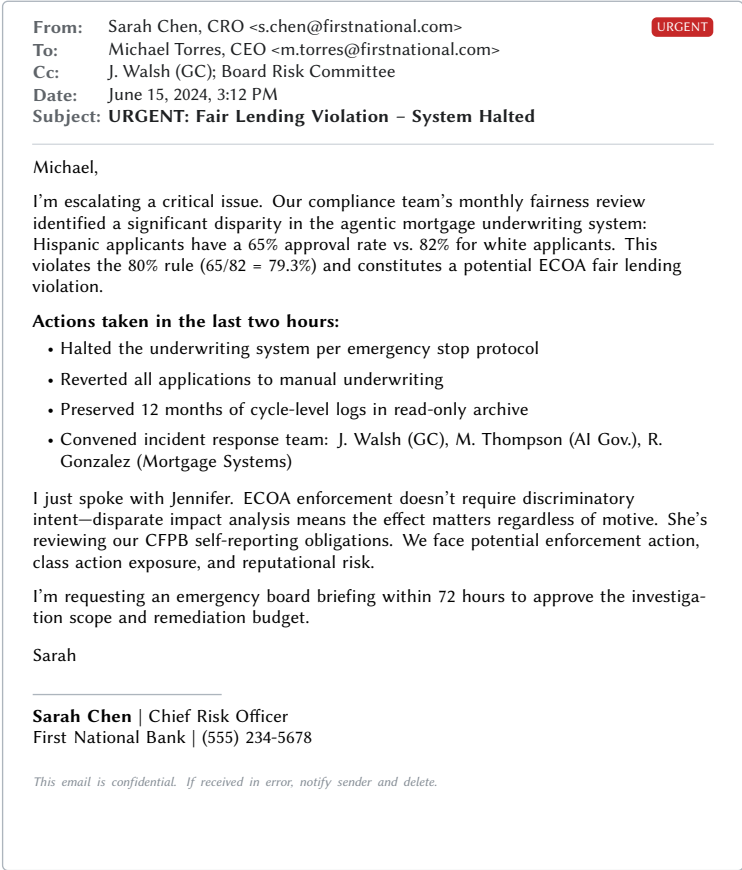 From: Sarah Chen, CRO <s.chen@firstnational.com> URGENT
To: Michael Torres, CEO <m.torres@firstnational.com>
Cc: J. Walsh (GC); Board Risk Committee
Date: June 15, 2024, 3:12 PM
Subject: URGENT: Fair Lending Violation – System Halted
Michael,
I'm escalating a critical issue. Our compliance team's monthly fairness review
identified a significant disparity in the agentic mortgage underwriting system:
Hispanic applicants have a 65% approval rate vs. 82% for white applicants. This
violates the 80% rule (65/82 = 79.3%) and constitutes a potential ECOA fair lending
violation.
Actions taken in the last two hours:
• Halted the underwriting system per emergency stop protocol
• Reverted all applications to manual underwriting
• Preserved 12 months of cycle-level logs in read-only archive
• Convened incident response team: J. Walsh (GC), M. Thompson (AI Gov.), R.
Gonzalez (Mortgage Systems)
I just spoke with Jennifer. ECOA enforcement doesn't require discriminatory
intent—disparate impact analysis means the effect matters regardless of motive. She's
reviewing our CFPB self-reporting obligations. We face potential enforcement action,
class action exposure, and reputational risk.
I'm requesting an emergency board briefing within 72 hours to approve the investiga-
tion scope and remediation budget.
Sarah
Sarah Chen | Chief Risk Officer
First National Bank | (555) 234-5678
This email is confidential. If received in error, notify sender and delete.